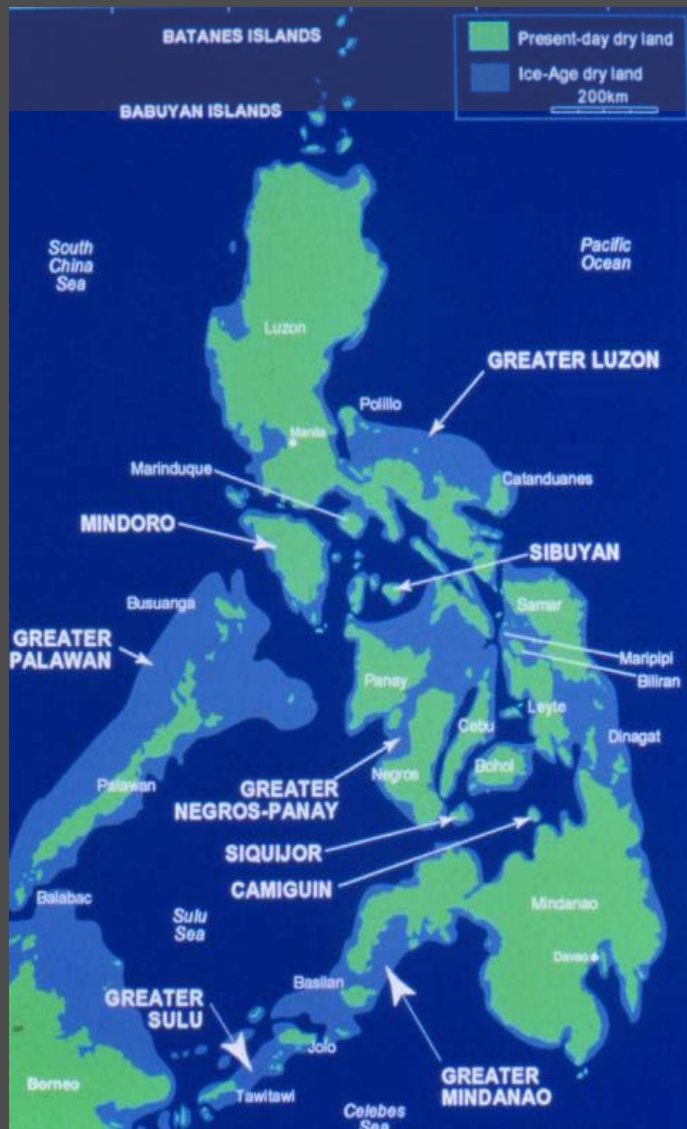 BATANES ISLANDS
Present-day dry land
Ice-Age dry land
200km
BABUYAN ISLANDS
South
China
Sea
Pacific
Ocean
Luzon
GREATER LUZON
Polillo
Manila
Marinduque
Catanduanes
MINDORO
SIBUYAN
Busuanga
Samar
GREATER
PALAWAN
Maripipi
Biliran
Panay
Leyte
Cebu
Dinagat
Bohol
Negros
Palawan
GREATER
NEGROS-PANAY
SIQUIJOR
CAMIGUIN
Balabac
Mindanao
Sulu
Sea
Davao
Basilan
GREATER
SULU
Jolo
GREATER
MINDANAO
Borneo
Tawitawi
Celebes
Sea